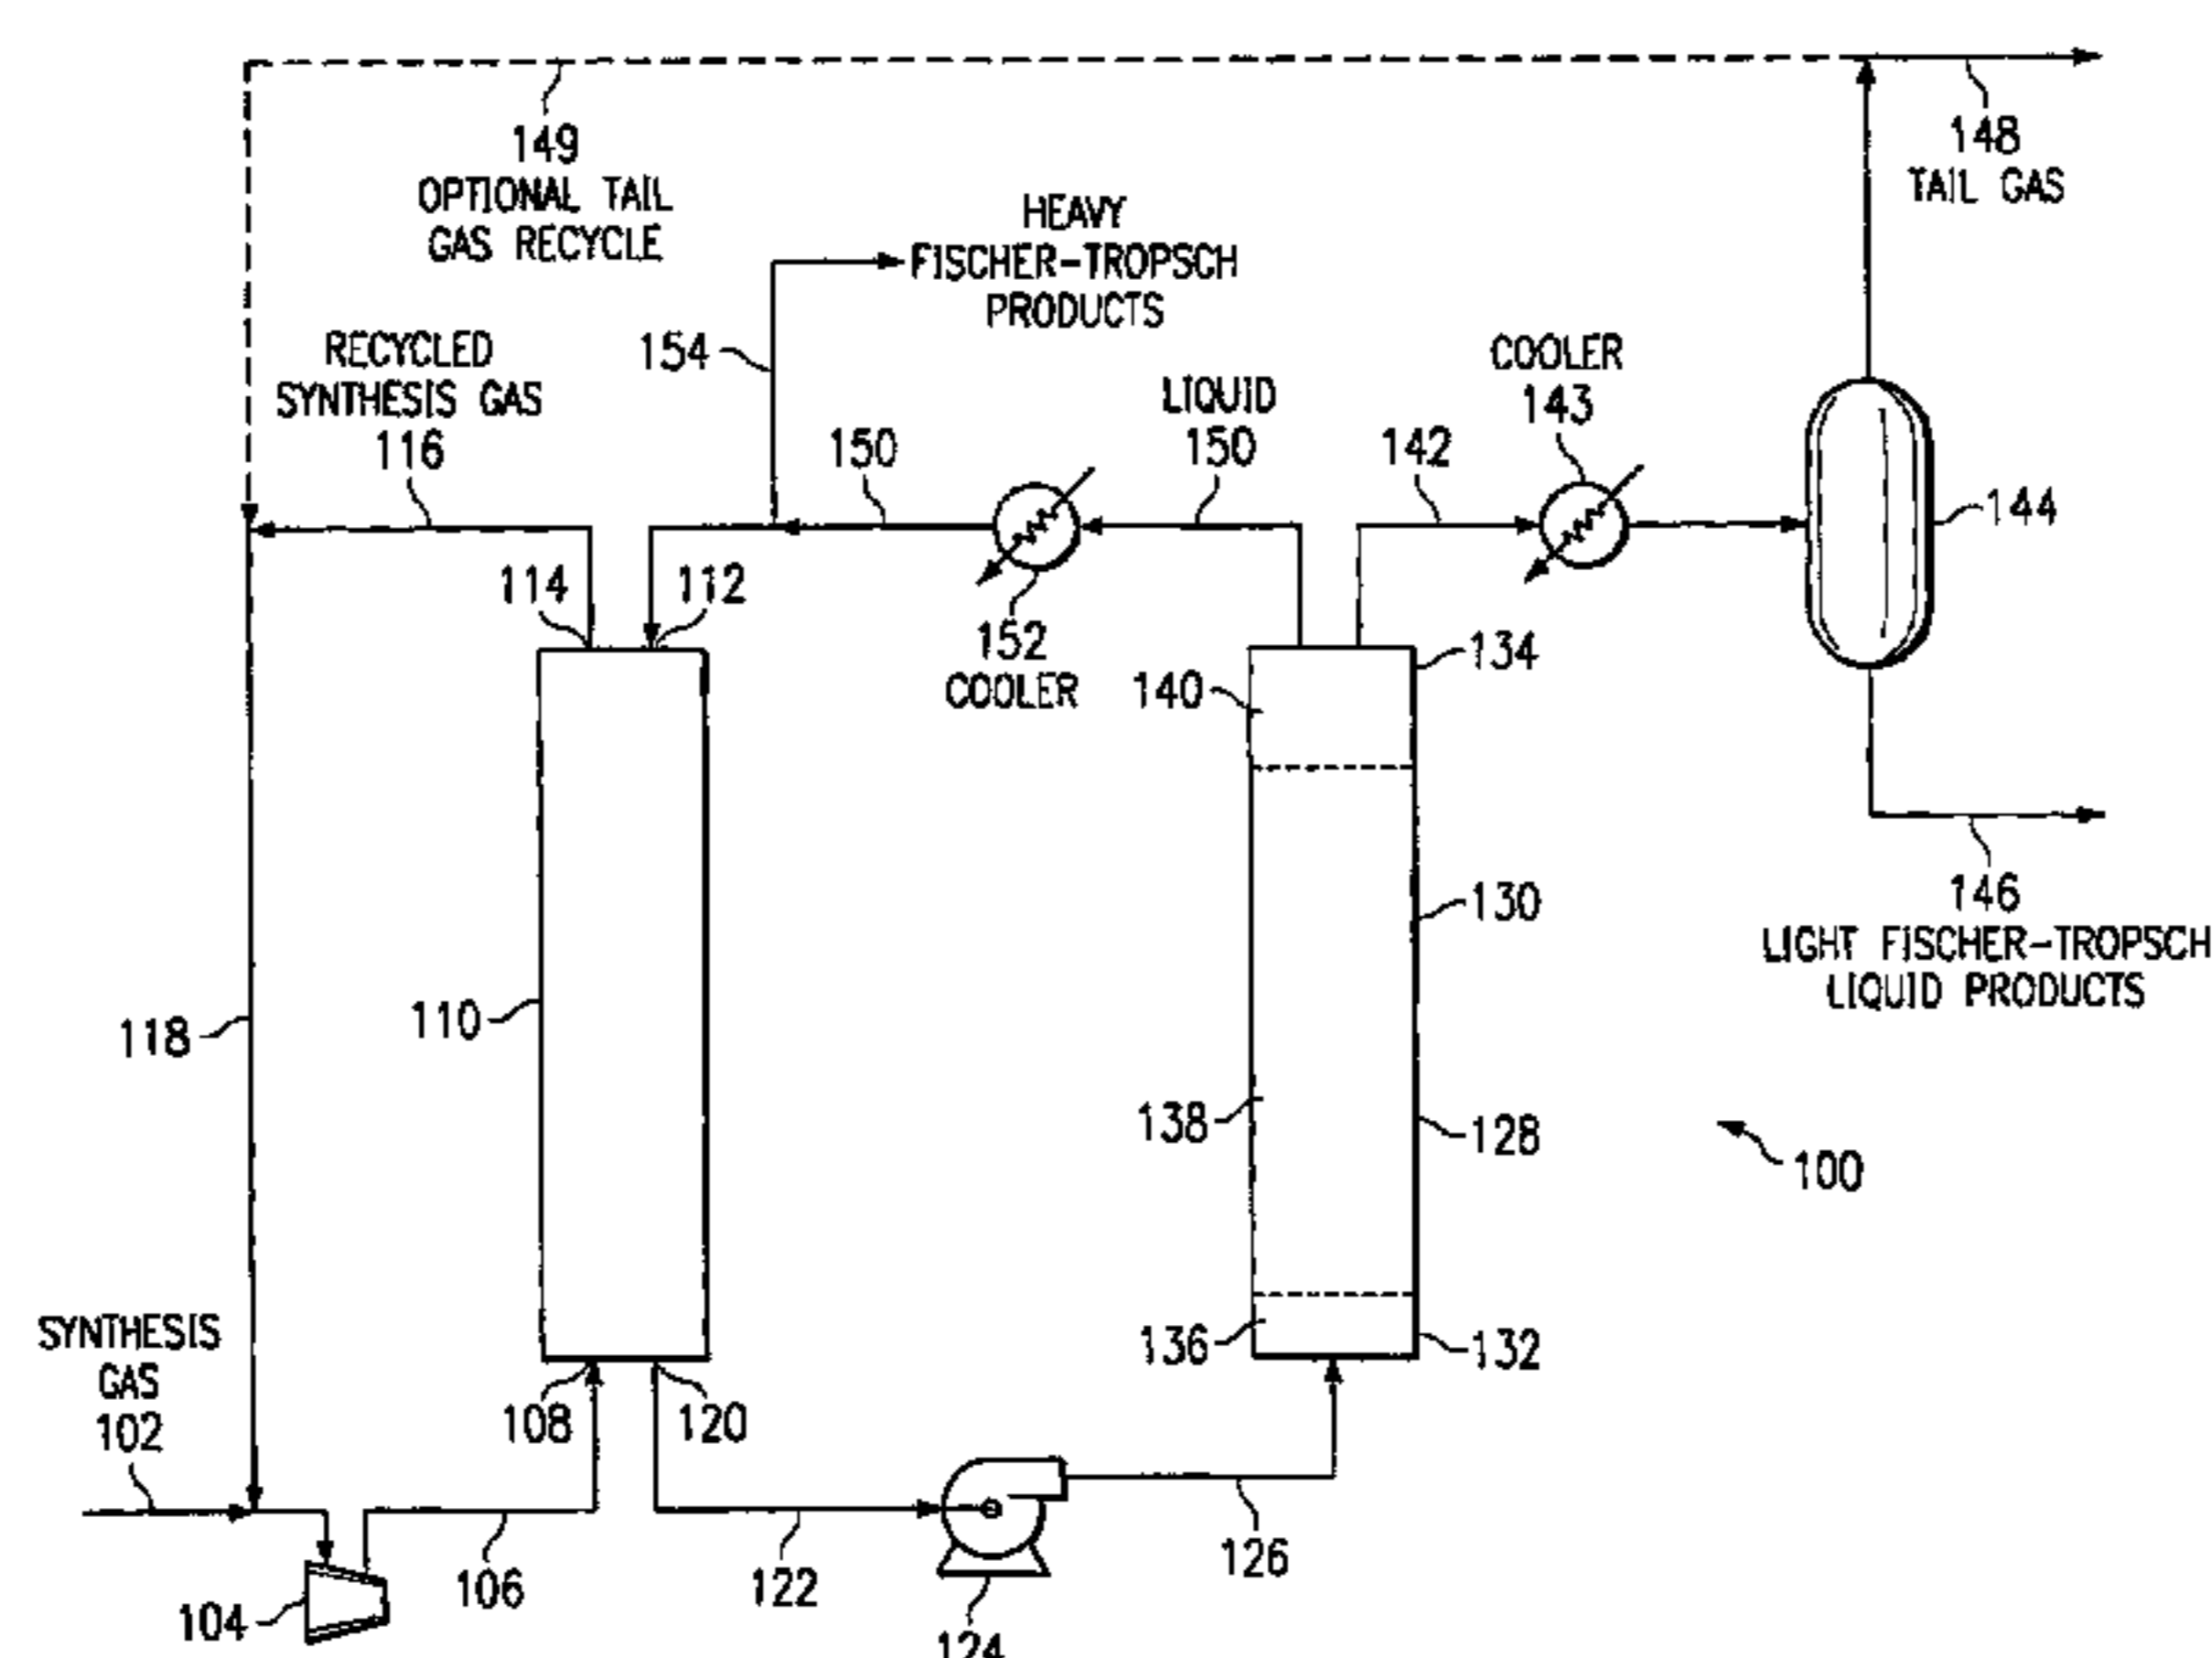 149
OPTIONAL TAIL
GAS RECYCLE
148
TAIL GAS
HEAVY
FISCHER-TROPSCH
PRODUCTS
154
RECYCLED
SYNTHESIS GAS
116
150
LIQUID
150
142
COOLER
143
144
114
112
152
COOLER
140
134
130
146
LIGHT FISCHER-TROPSCH
LIQUID PRODUCTS
118
110
138
128
100
136
132
SYNTHESIS
GAS
102
108
120
104
106
122
124
126